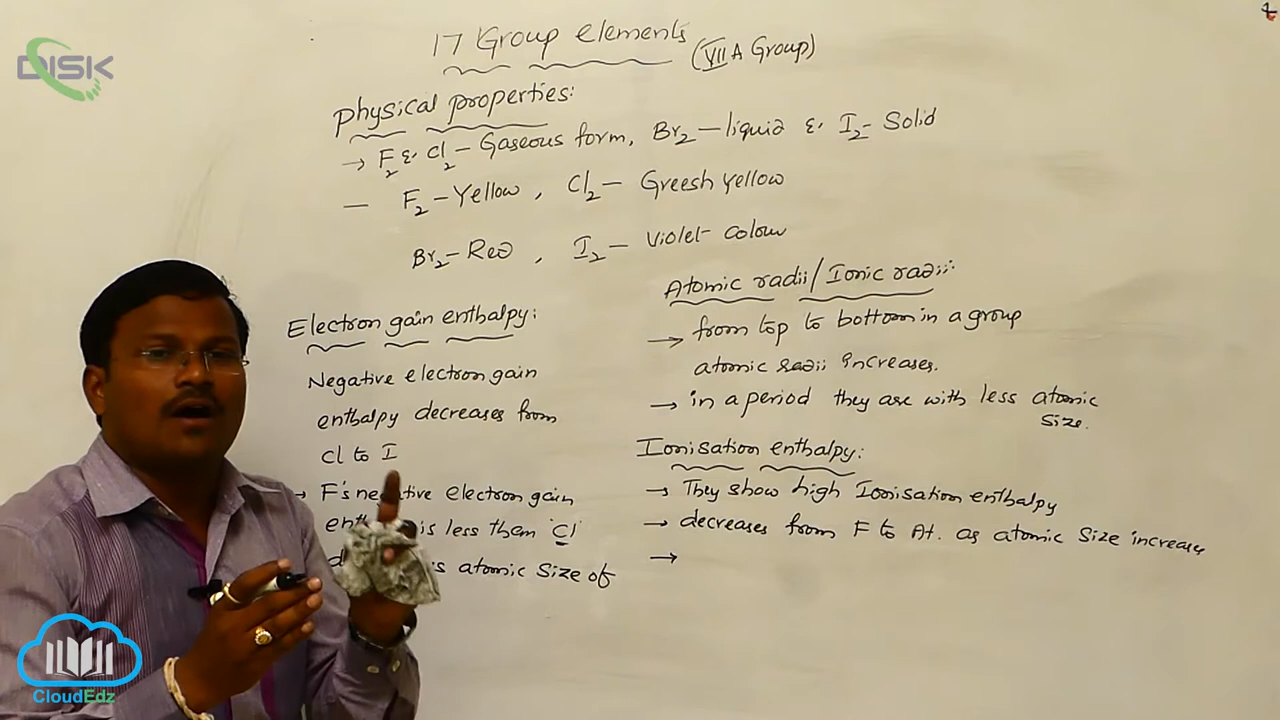 DISK
17 Group elements
(VII A Group)
Physical properties:
→ F2 & Cl2 - Gaseous form, Br2 - liquid & I2 - Solid
— F2 - Yellow , Cl2 - Greesh yellow
Br2 - Red , I2 - Violet colour
Electron gain enthalpy:
Negative electron gain
enthalpy decreases from
Cl to I
→ F's negative electron gain
is less them 'Cl'
atomic size of
Atomic radii/Ionic radii:
→ from top to bottom in a group
atomic radii increases.
→ in a period they are with less atomic
size.
Ionisation enthalpy:
→ They show high Ionisation enthalpy
→ decreases from F to At. as atomic size increase
→
CloudEdz